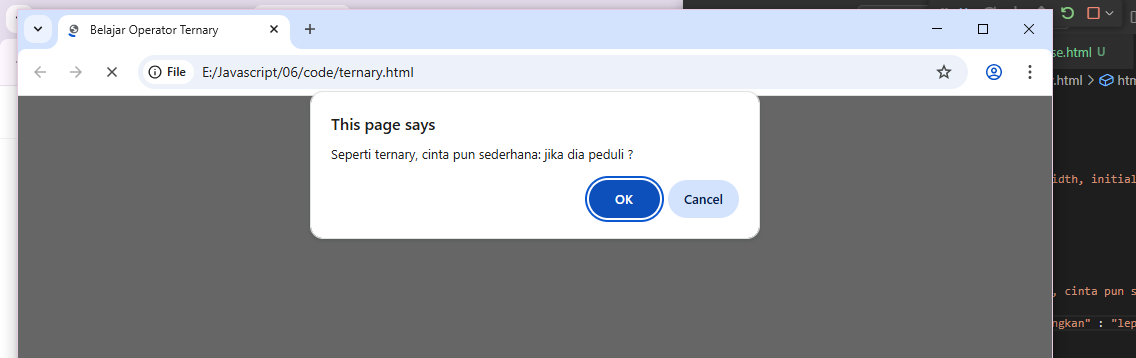 Belajar Operator Ternary
se.html U
File E:/Javascript/06/code/ternary.html
.html > htm
This page says
Seperti ternary, cinta pun sederhana: jika dia peduli ?
OK
Cancel
idth, initial
, cinta pun s
ngkan" : "lep